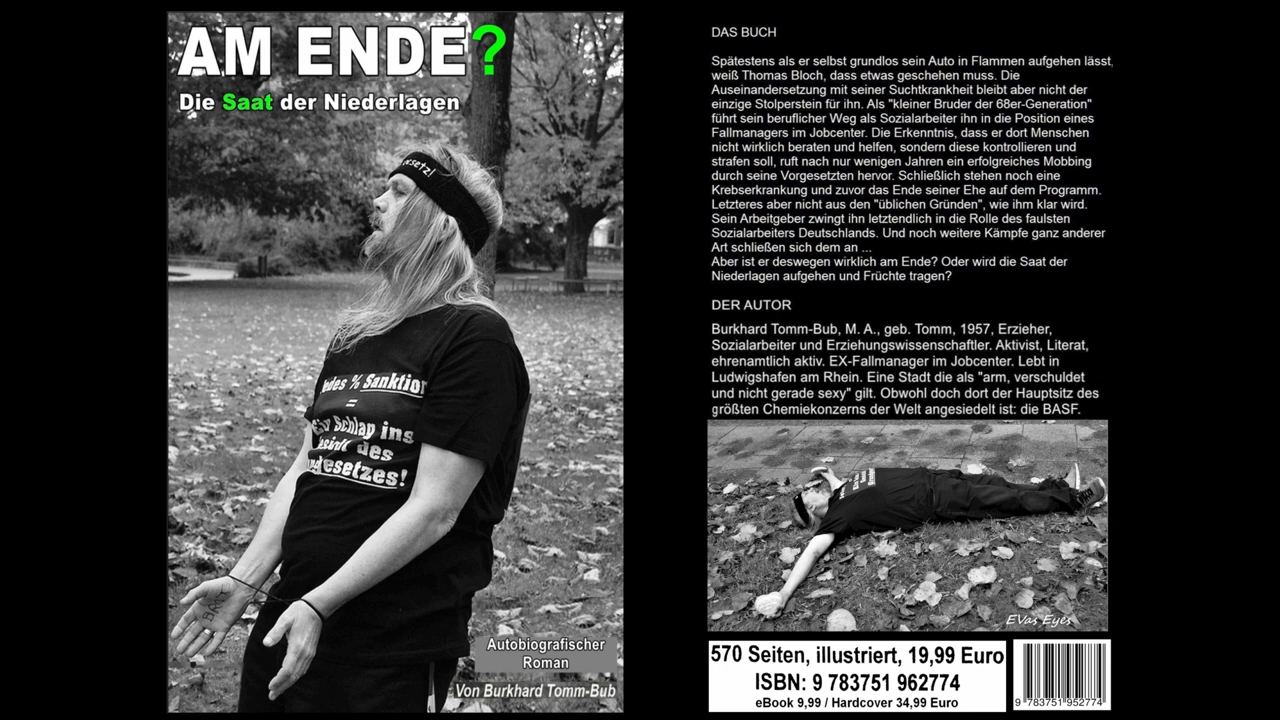 AM ENDE?
Die Saat der Niederlagen
esetz!
edes % Sanktion
=
Schlag ins
des
esetzes!
Autobiografischer
Roman
Von Burkhard Tomm-Bub
DAS BUCH
Spätestens als er selbst grundlos sein Auto in Flammen aufgehen lässt,
weiß Thomas Bloch, dass etwas geschehen muss. Die
Auseinandersetzung mit seiner Suchtkrankheit bleibt aber nicht der
einzige Stolperstein für ihn. Als "kleiner Bruder der 68er-Generation"
führt sein beruflicher Weg als Sozialarbeiter ihn in die Position eines
Fallmanagers im Jobcenter. Die Erkenntnis, dass er dort Menschen
nicht wirklich beraten und helfen, sondern diese kontrollieren und
strafen soll, ruft nach nur wenigen Jahren ein erfolgreiches Mobbing
durch seine Vorgesetzten hervor. Schließlich stehen noch eine
Krebserkrankung und zuvor das Ende seiner Ehe auf dem Programm.
Letzteres aber nicht aus den "üblichen Gründen", wie ihm klar wird.
Sein Arbeitgeber zwingt ihn letztendlich in die Rolle des faulsten
Sozialarbeiters Deutschlands. Und noch weitere Kämpfe ganz anderer
Art schließen sich dem an ...
Aber ist er deswegen wirklich am Ende? Oder wird die Saat der
Niederlagen aufgehen und Früchte tragen?
DER AUTOR
Burkhard Tomm-Bub, M. A., geb. Tomm, 1957, Erzieher,
Sozialarbeiter und Erziehungswissenschaftler. Aktivist, Literat,
ehrenamtlich aktiv. EX-Fallmanager im Jobcenter. Lebt in
Ludwigshafen am Rhein. Eine Stadt die als "arm, verschuldet
und nicht gerade sexy" gilt. Obwohl doch dort der Hauptsitz des
größten Chemiekonzerns der Welt angesiedelt ist: die BASF.
EVas Eyes
570 Seiten, illustriert, 19,99 Euro
ISBN: 9 783751 962774
eBook 9,99 / Hardcover 34,99 Euro
9 783751 952774